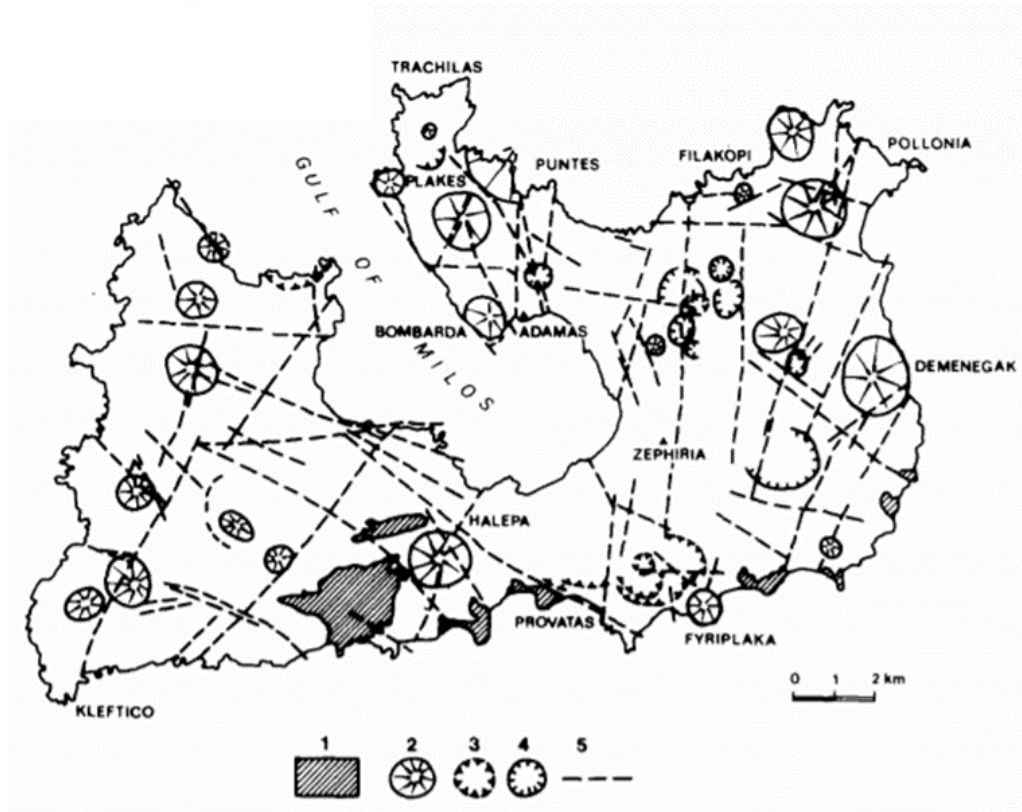 TRACHILAS
GULF OF MILOS
PLAKES
PUNTES
FILAKOPI
POLLONIA
BOMBARDA
ADAMAS
DEMENEGAK
ZEPHIRIA
HALEPA
PROVATAS
FYRIPLAKA
KLEFTICO
0 1 2 km
1 2 3 4 5